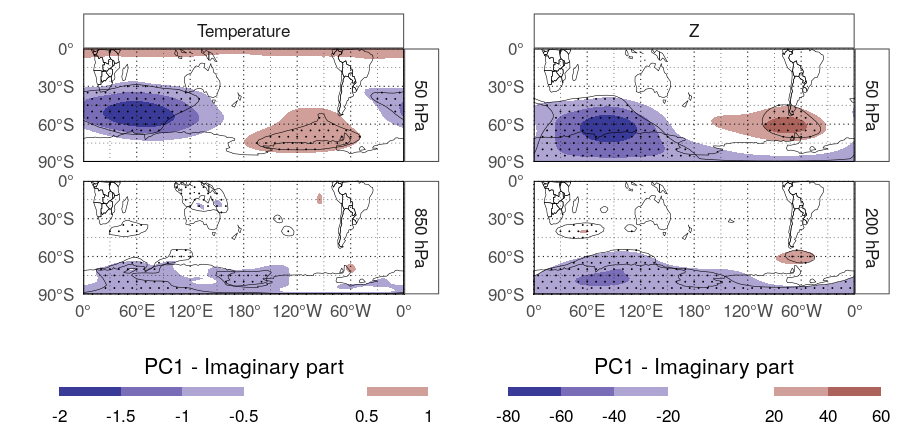 Temperature
Z
0°
30°S
60°S
90°S
50 hPa
0°
30°S
60°S
90°S
50 hPa
0°
30°S
60°S
90°S
850 hPa
0°
30°S
60°S
90°S
200 hPa
0° 60°E 120°E 180° 120°W 60°W 0°
0° 60°E 120°E 180° 120°W 60°W 0°
PC1 - Imaginary part
-2 -1.5 -1 -0.5 0.5 1
PC1 - Imaginary part
-80 -60 -40 -20 20 40 60